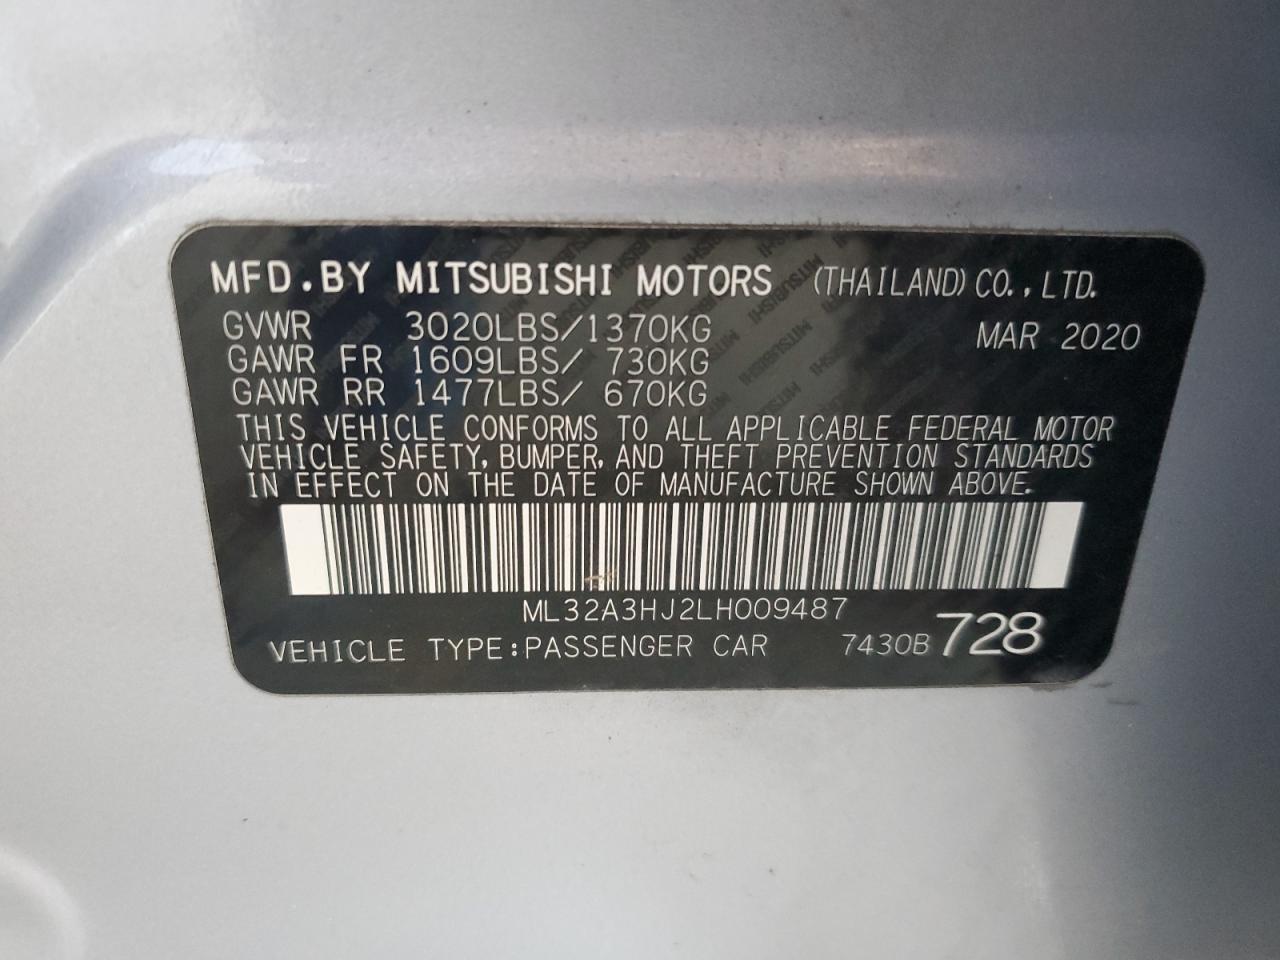 MFD.BY MITSUBISHI MOTORS (THAILAND) CO.,LTD.
GVWR 3020LBS/1370KG MAR 2020
GAWR FR 1609LBS/ 730KG
GAWR RR 1477LBS/ 670KG
THIS VEHICLE CONFORMS TO ALL APPLICABLE FEDERAL MOTOR
VEHICLE SAFETY, BUMPER, AND THEFT PREVENTION STANDARDS
IN EFFECT ON THE DATE OF MANUFACTURE SHOWN ABOVE.
ML32A3HJ2LH009487
VEHICLE TYPE:PASSENGER CAR 7430B 728